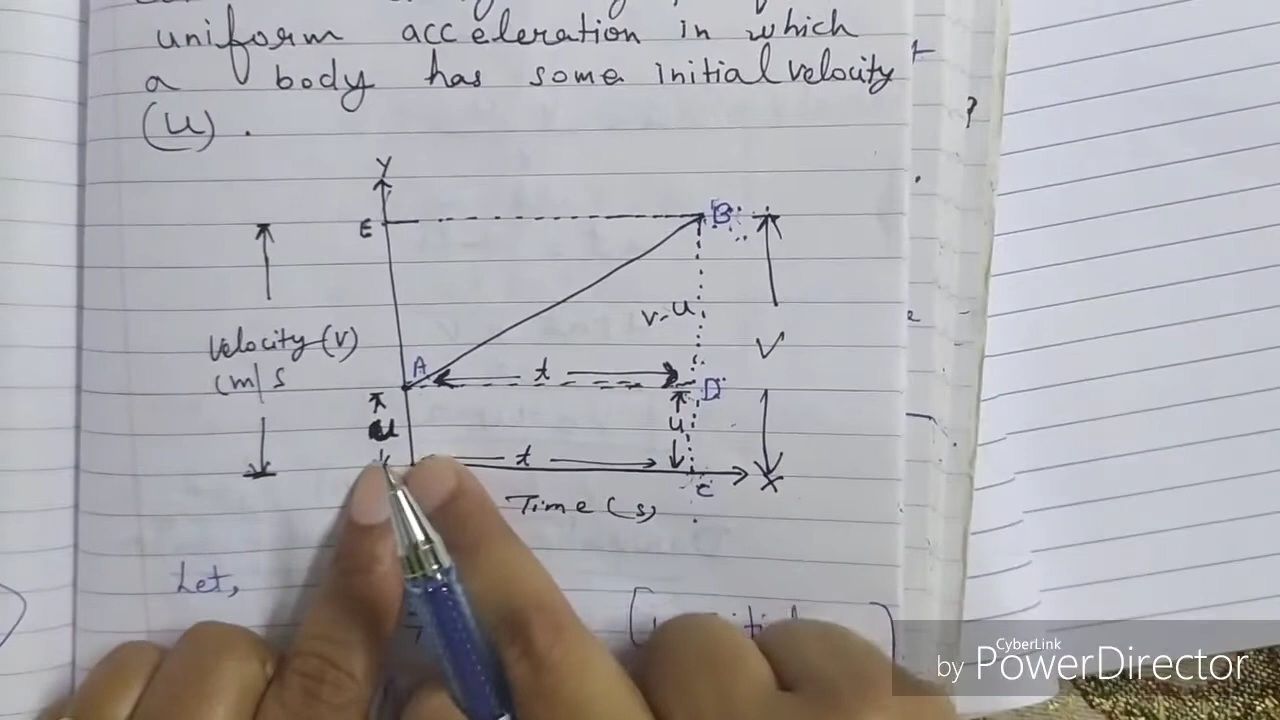 uniform acceleration in which
a body has some initial velocity
(u).
Y
E
B
v-u
Velocity (v)
(m/s
V
A
t
D
u
u
t
C
X
Time (s)
Let,
CyberLink
by PowerDirector